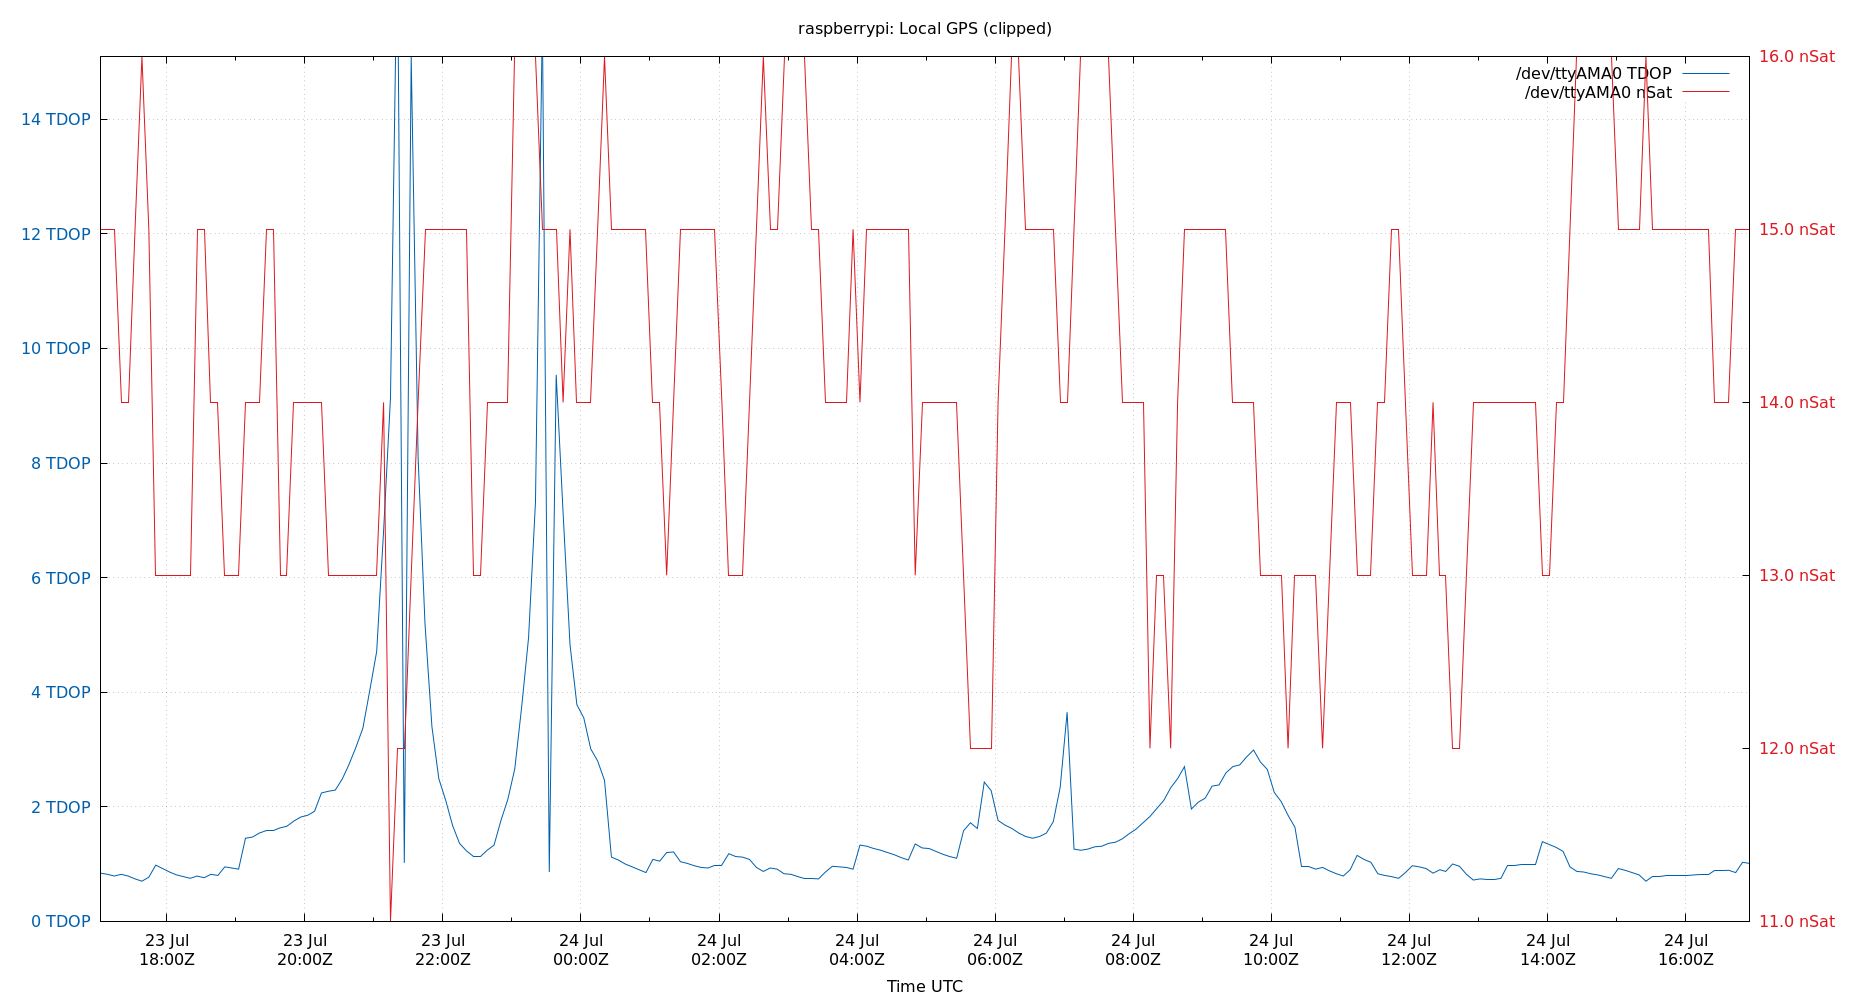 raspberrypi: Local GPS (clipped)
/dev/ttyAMA0 TDOP
/dev/ttyAMA0 nSat
14 TDOP
12 TDOP
10 TDOP
8 TDOP
6 TDOP
4 TDOP
2 TDOP
0 TDOP
16.0 nSat
15.0 nSat
14.0 nSat
13.0 nSat
12.0 nSat
11.0 nSat
23 Jul
18:00Z
23 Jul
20:00Z
23 Jul
22:00Z
24 Jul
00:00Z
24 Jul
02:00Z
24 Jul
04:00Z
24 Jul
06:00Z
24 Jul
08:00Z
24 Jul
10:00Z
24 Jul
12:00Z
24 Jul
14:00Z
24 Jul
16:00Z
Time UTC